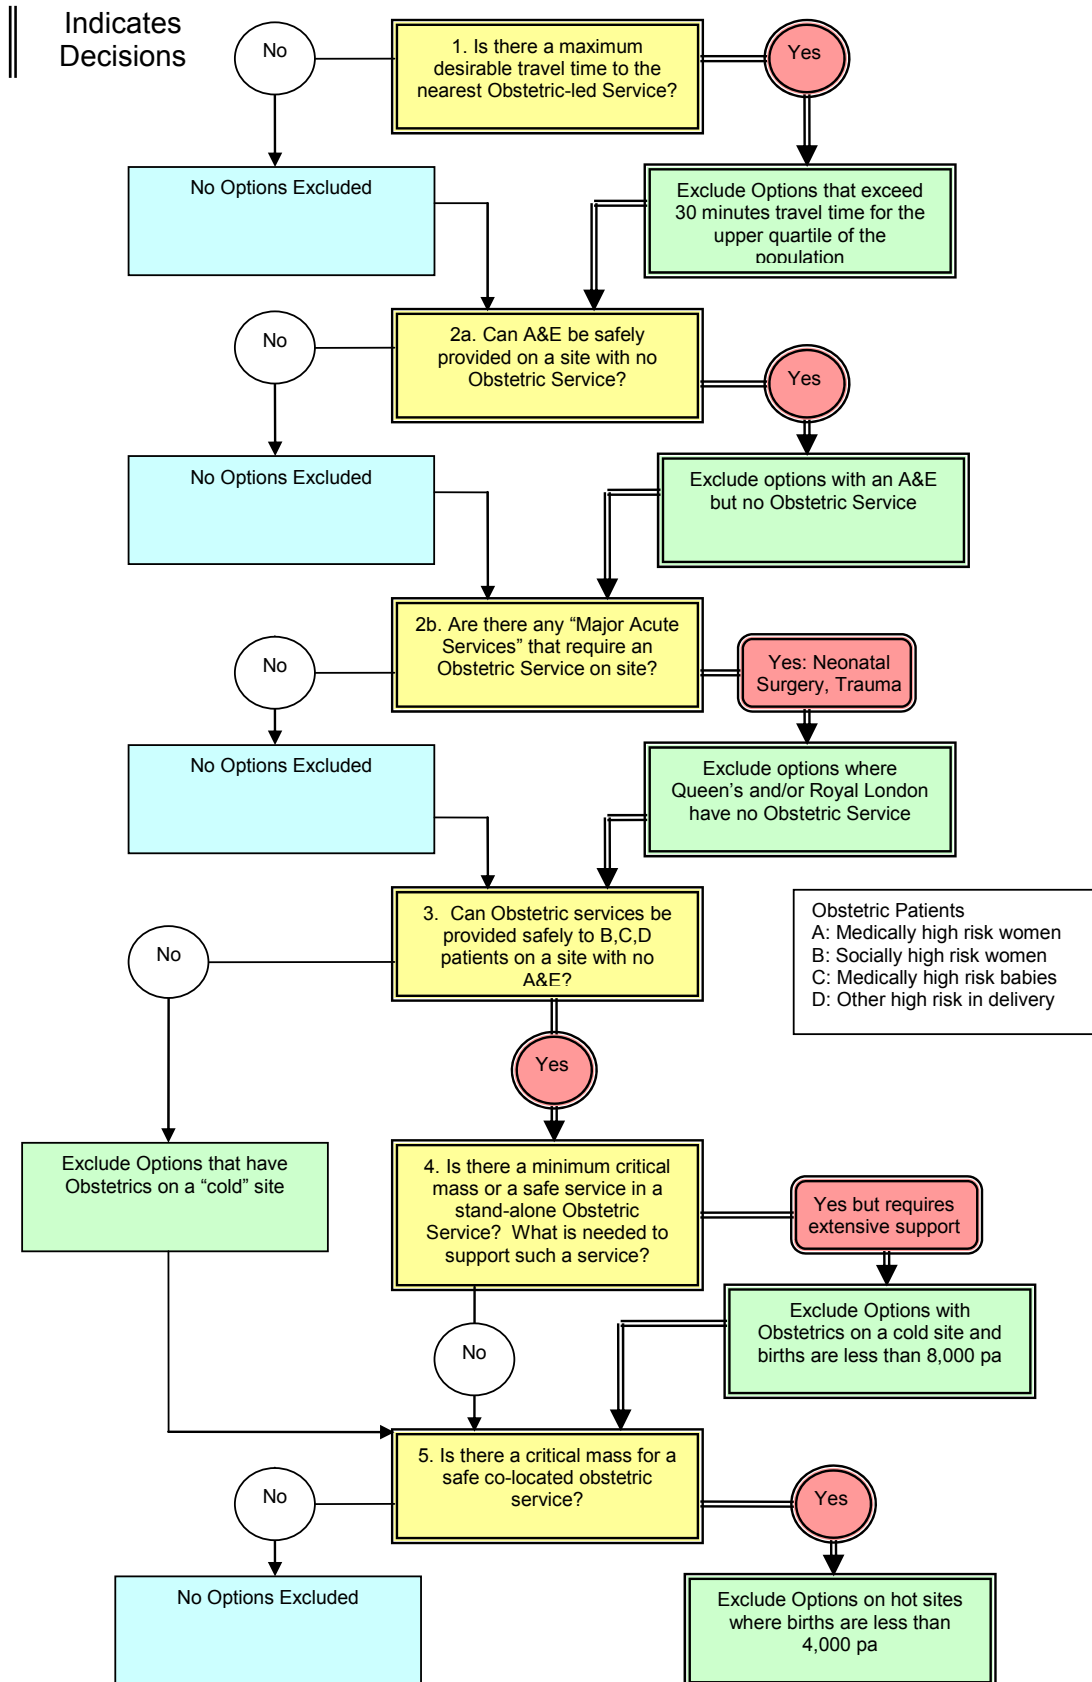 Indicates
Decisions
No
1. Is there a maximum
desirable travel time to the
nearest Obstetric-led Service?
Yes
No Options Excluded
Exclude Options that exceed
30 minutes travel time for the
upper quartile of the
population
No
2a. Can A&E be safely
provided on a site with no
Obstetric Service?
Yes
No Options Excluded
Exclude options with an A&E
but no Obstetric Service
No
2b. Are there any “Major Acute
Services” that require an
Obstetric Service on site?
Yes: Neonatal
Surgery, Trauma
No Options Excluded
Exclude options where
Queen’s and/or Royal London
have no Obstetric Service
No
3. Can Obstetric services be
provided safely to B,C,D
patients on a site with no
A&E?
Obstetric Patients
A: Medically high risk women
B: Socially high risk women
C: Medically high risk babies
D: Other high risk in delivery
Yes
Exclude Options that have
Obstetrics on a “cold” site
4. Is there a minimum critical
mass or a safe service in a
stand-alone Obstetric
Service? What is needed to
support such a service?
Yes but requires
extensive support
No
Exclude Options with
Obstetrics on a cold site and
births are less than 8,000 pa
No
5. Is there a critical mass for a
safe co-located obstetric
service?
Yes
No Options Excluded
Exclude Options on hot sites
where births are less than
4,000 pa